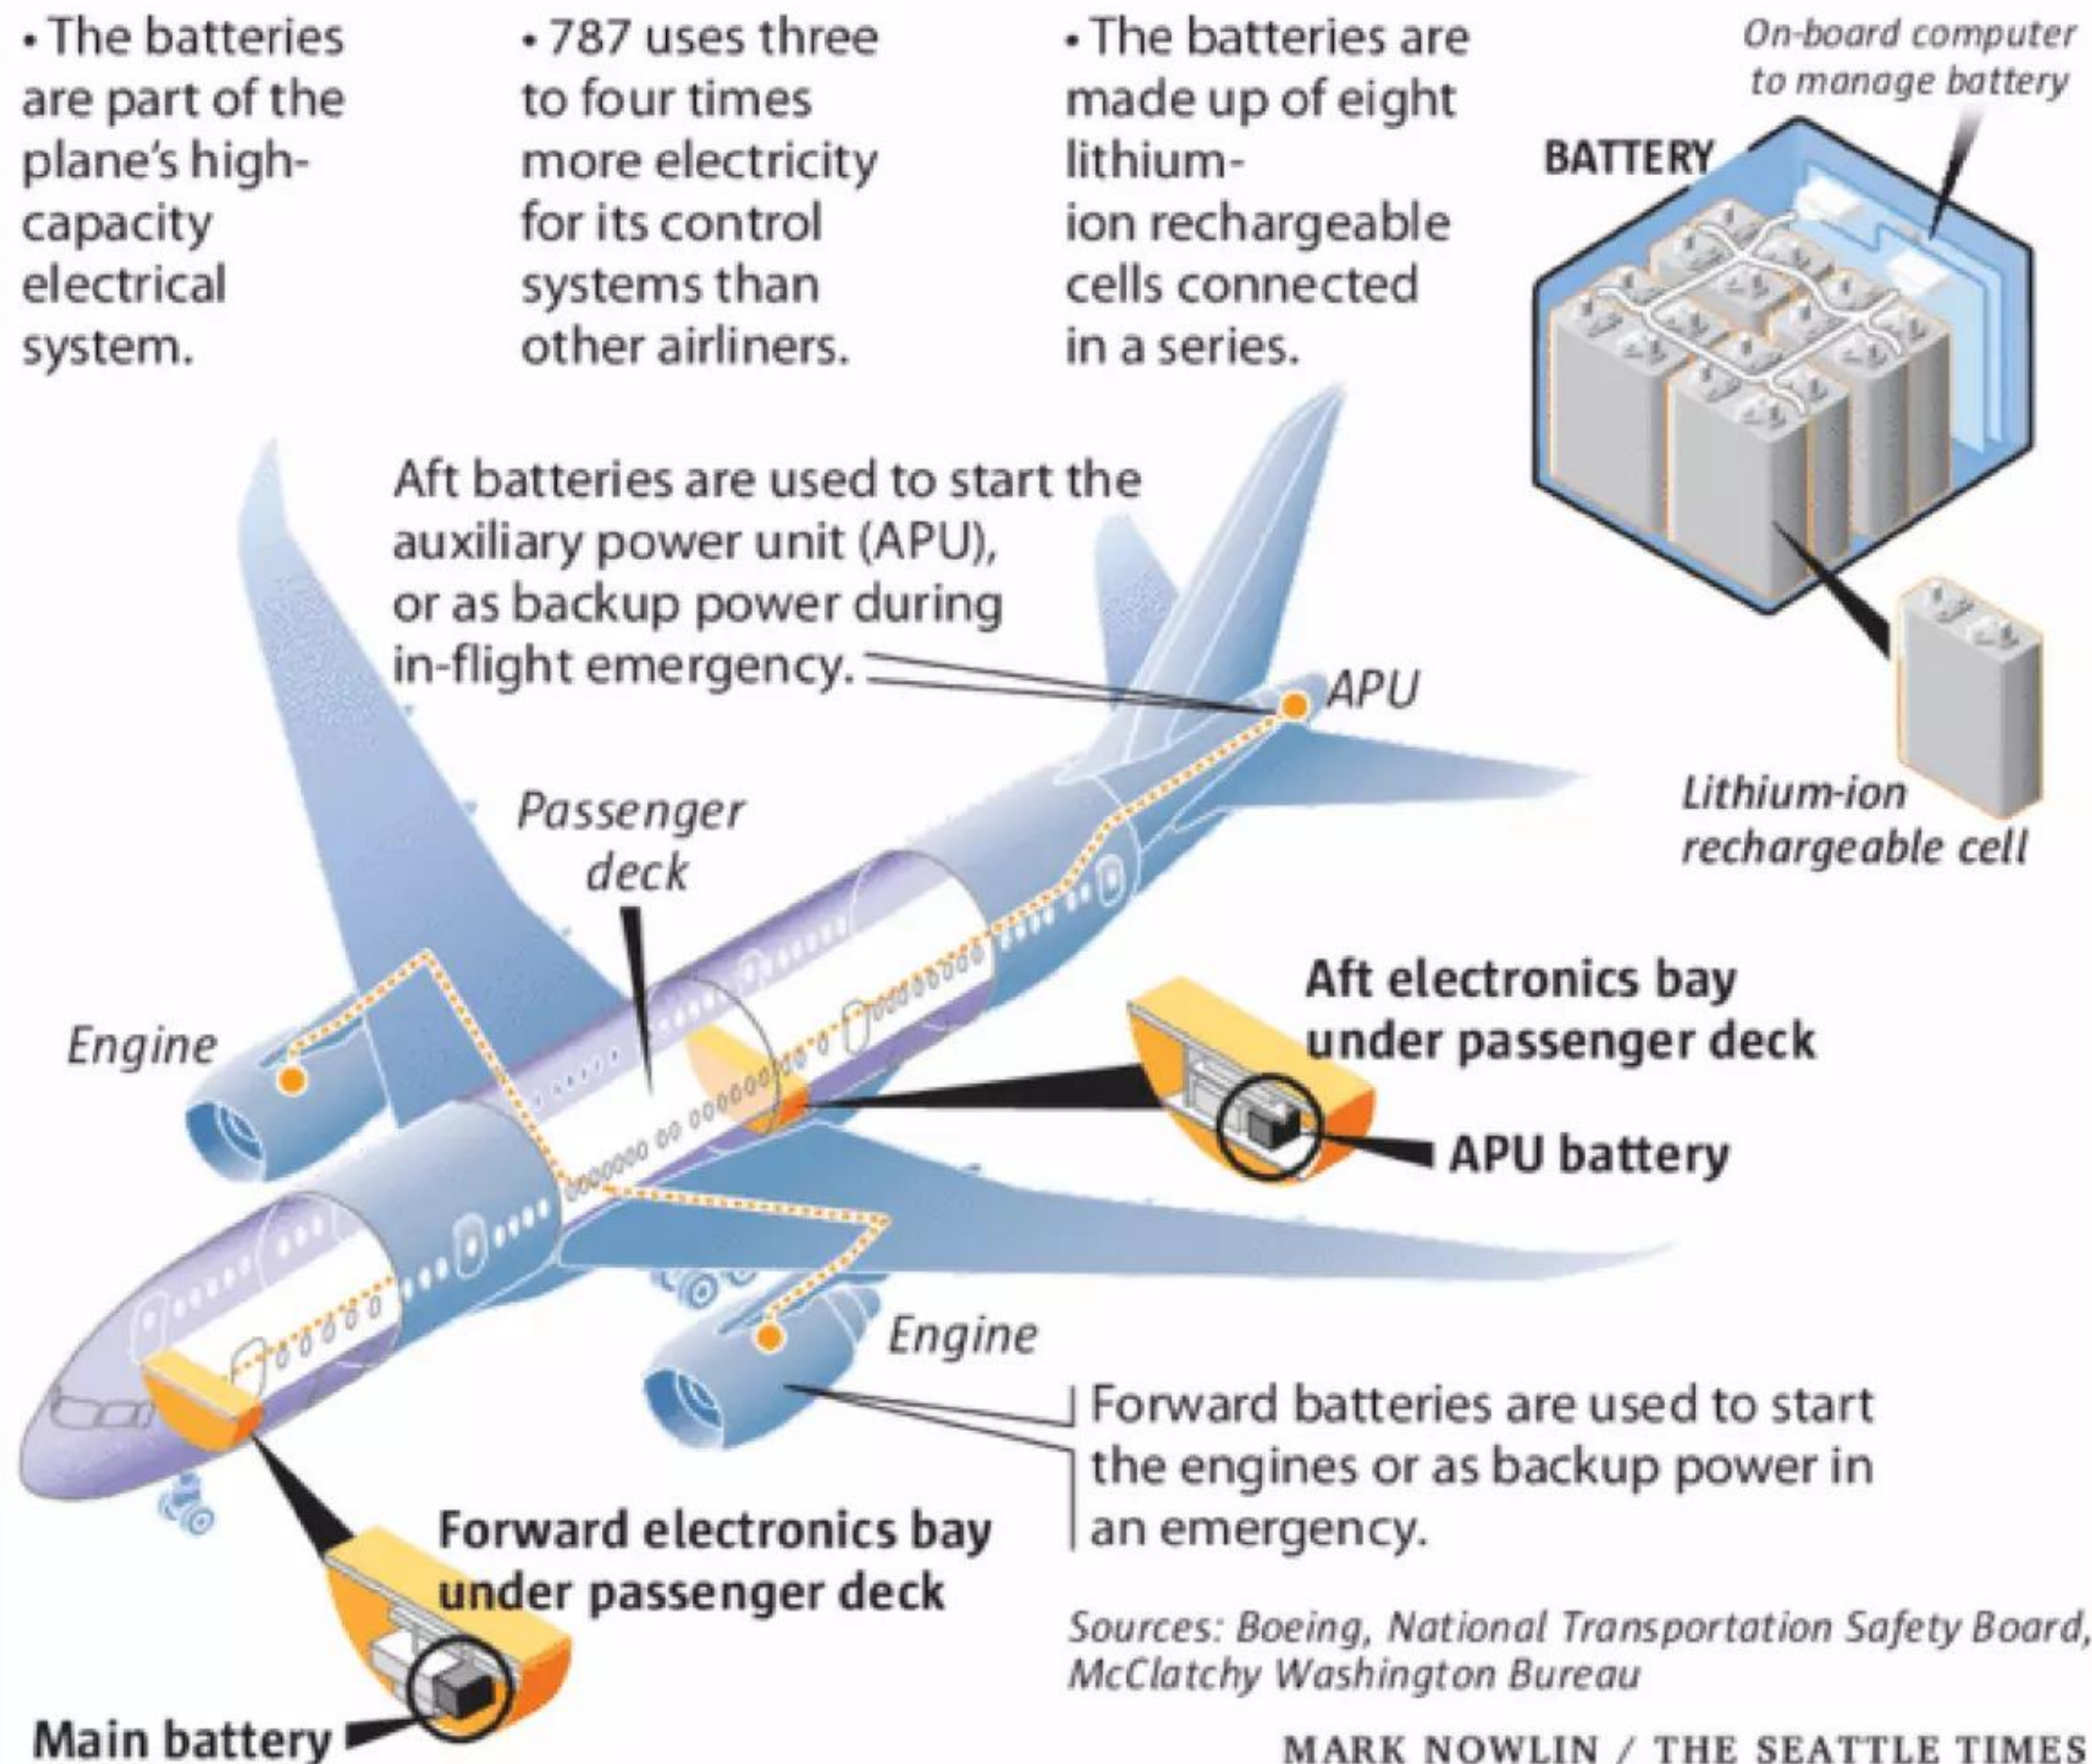 • The batteries
are part of the
plane's high-
capacity
electrical
system.
• 787 uses three
to four times
more electricity
for its control
systems than
other airliners.
• The batteries are
made up of eight
lithium-
ion rechargeable
cells connected
in a series.
On-board computer
to manage battery
BATTERY
Aft batteries are used to start the
auxiliary power unit (APU),
or as backup power during
in-flight emergency.
APU
Lithium-ion
rechargeable cell
Passenger
deck
Engine
Aft electronics bay
under passenger deck
APU battery
Engine
Forward batteries are used to start
the engines or as backup power in
an emergency.
Forward electronics bay
under passenger deck
Main battery
Sources: Boeing, National Transportation Safety Board,
McClatchy Washington Bureau
MARK NOWLIN / THE SEATTLE TIMES